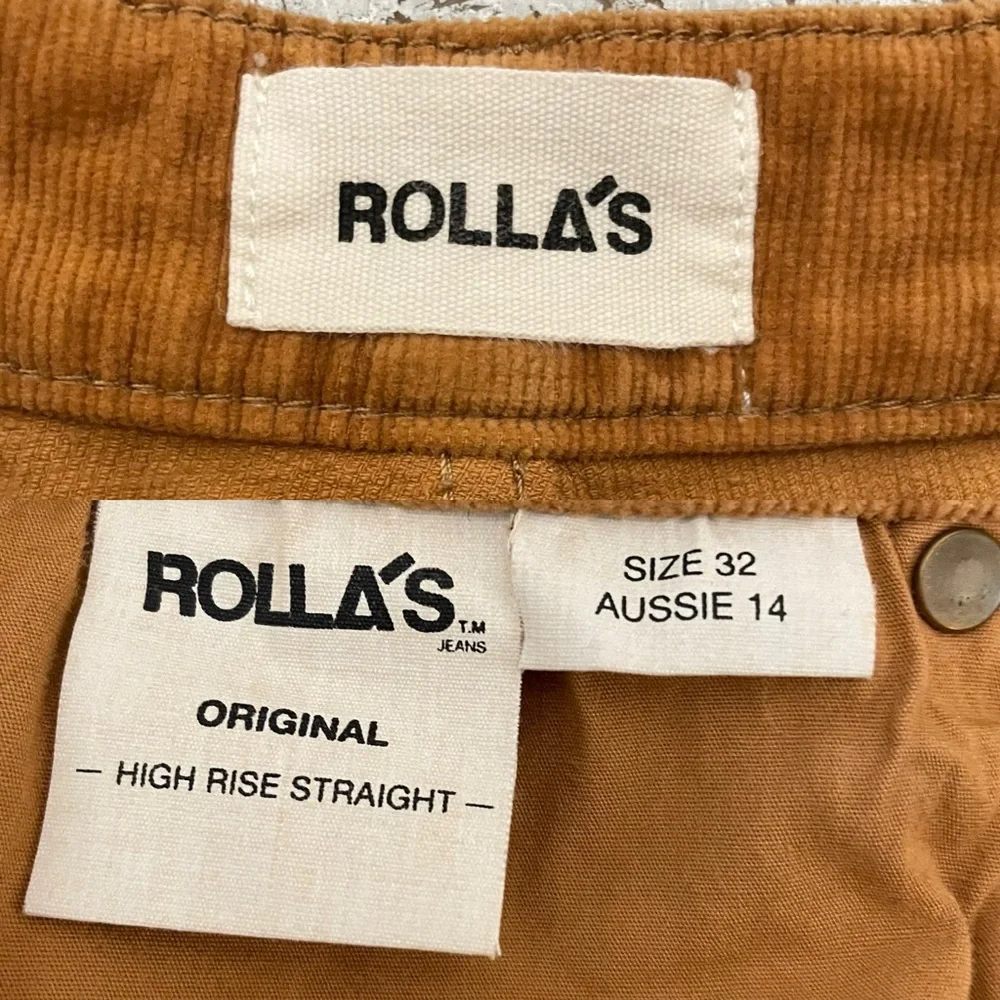 ROLLA'S
ROLLA'S T.M
JEANS
ORIGINAL
— HIGH RISE STRAIGHT —
SIZE 32
AUSSIE 14